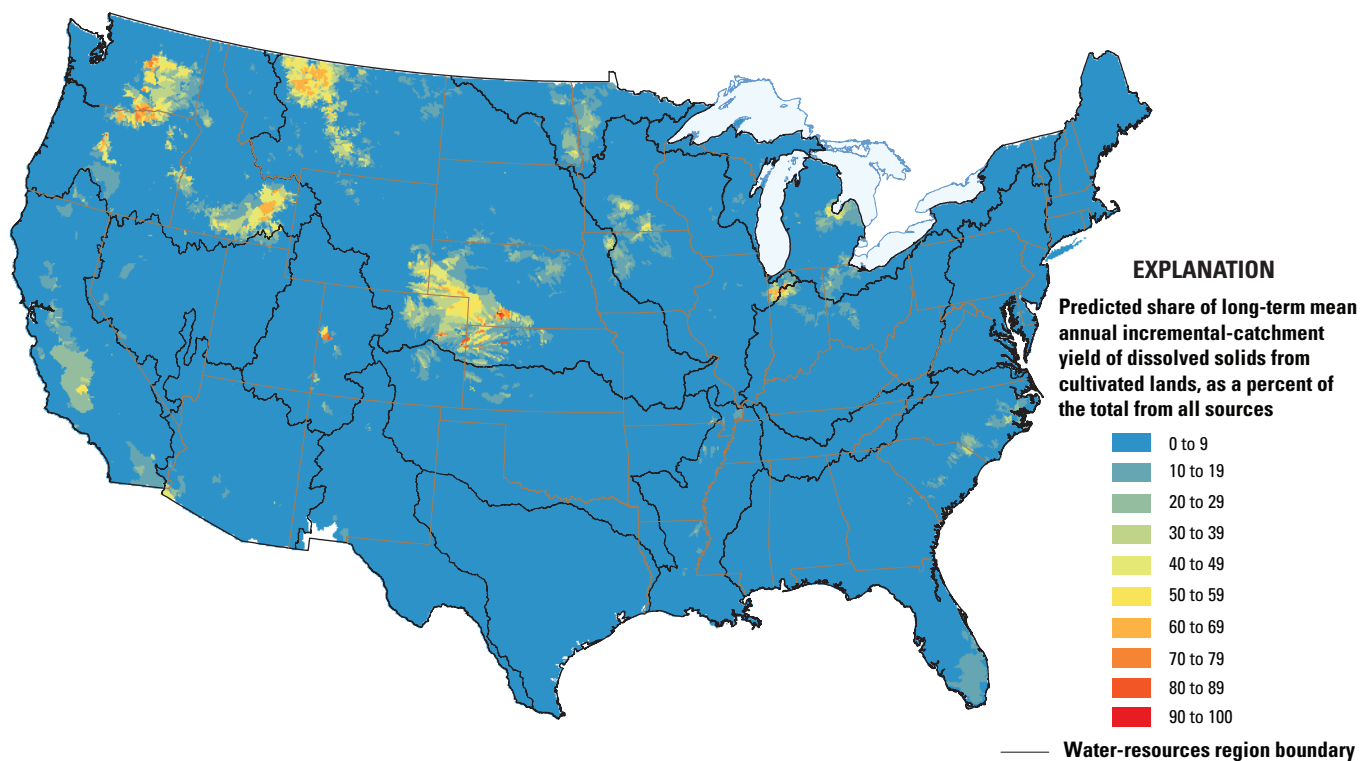 EXPLANATION
Predicted share of long-term mean
annual incremental-catchment
yield of dissolved solids from
cultivated lands, as a percent of
the total from all sources
0 to 9
10 to 19
20 to 29
30 to 39
40 to 49
50 to 59
60 to 69
70 to 79
80 to 89
90 to 100
Water-resources region boundary